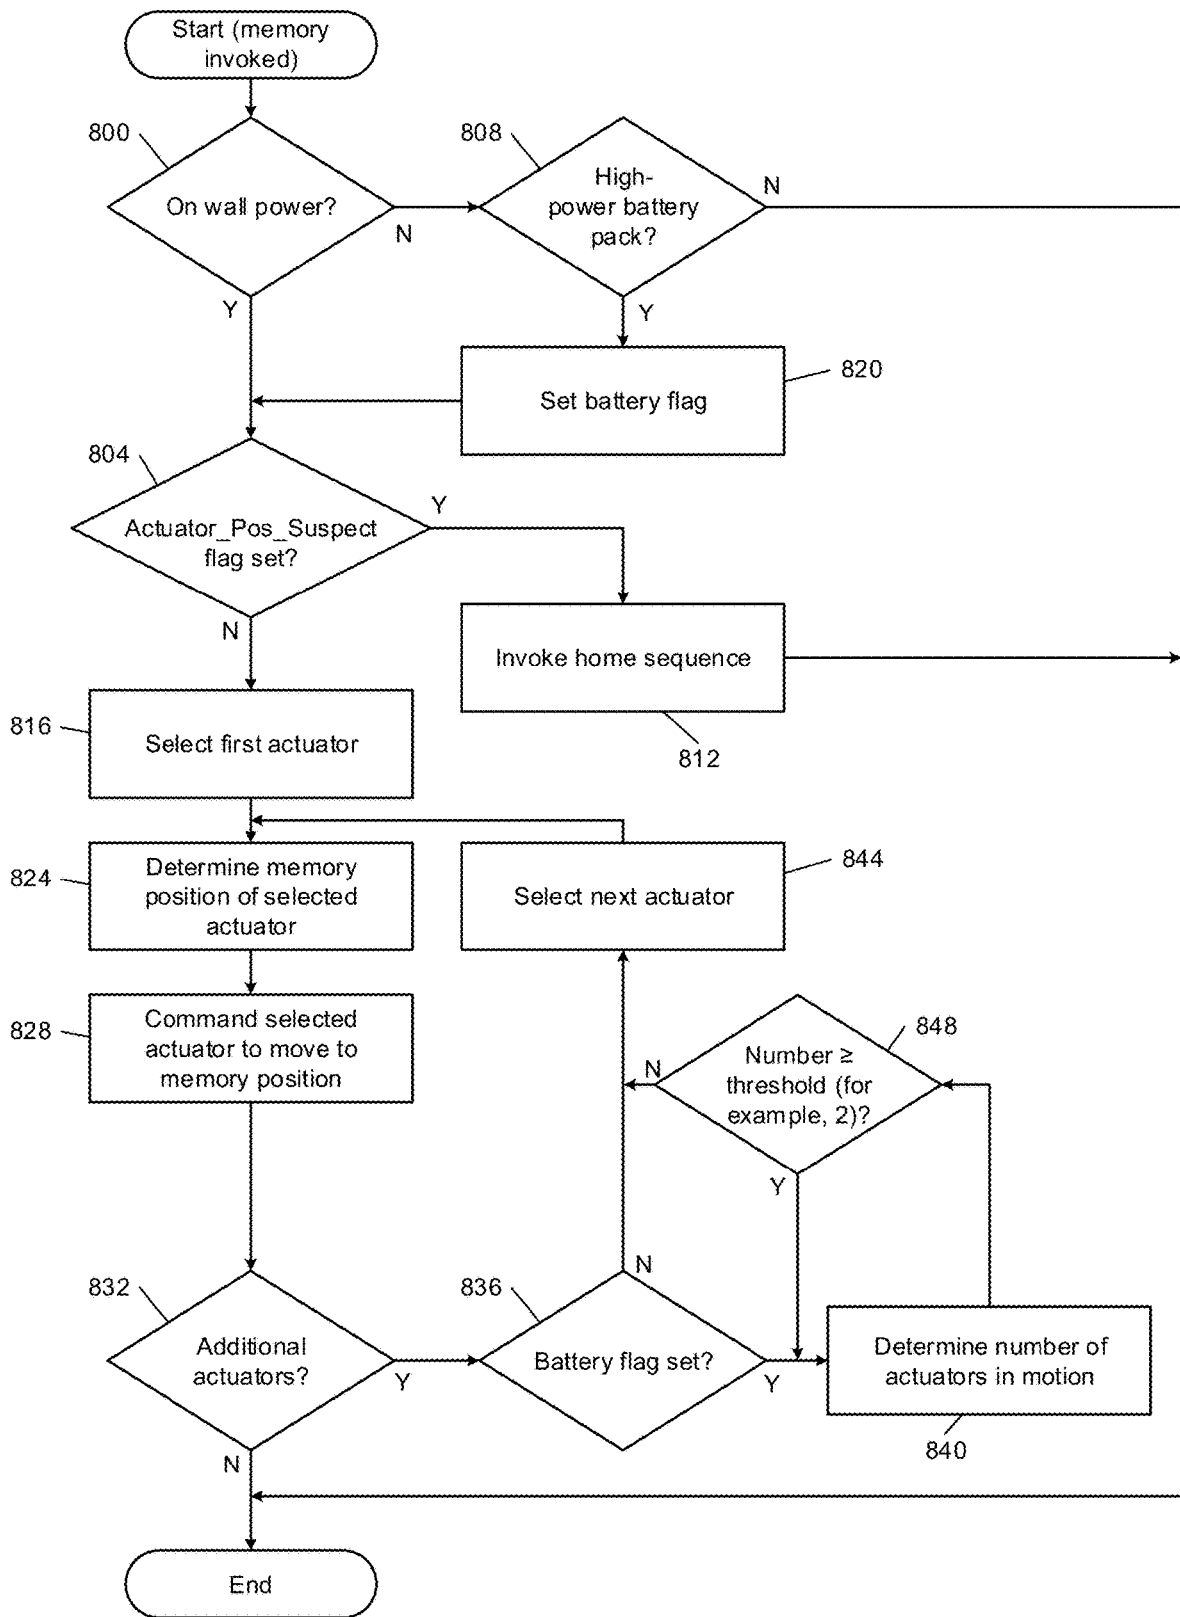 Start (memory
invoked)
800
On wall power?
N
Y
808
High-
power battery
pack?
N
Y
820
Set battery flag
804
Actuator_Pos_Suspect
flag set?
Y
N
Invoke home sequence
812
816
Select first actuator
824
Determine memory
position of selected
actuator
844
Select next actuator
828
Command selected
actuator to move to
memory position
848
Number ≥
threshold (for
example, 2)?
N
Y
832
Additional
actuators?
Y
N
836
Battery flag set?
N
Y
Determine number of
actuators in motion
840
End